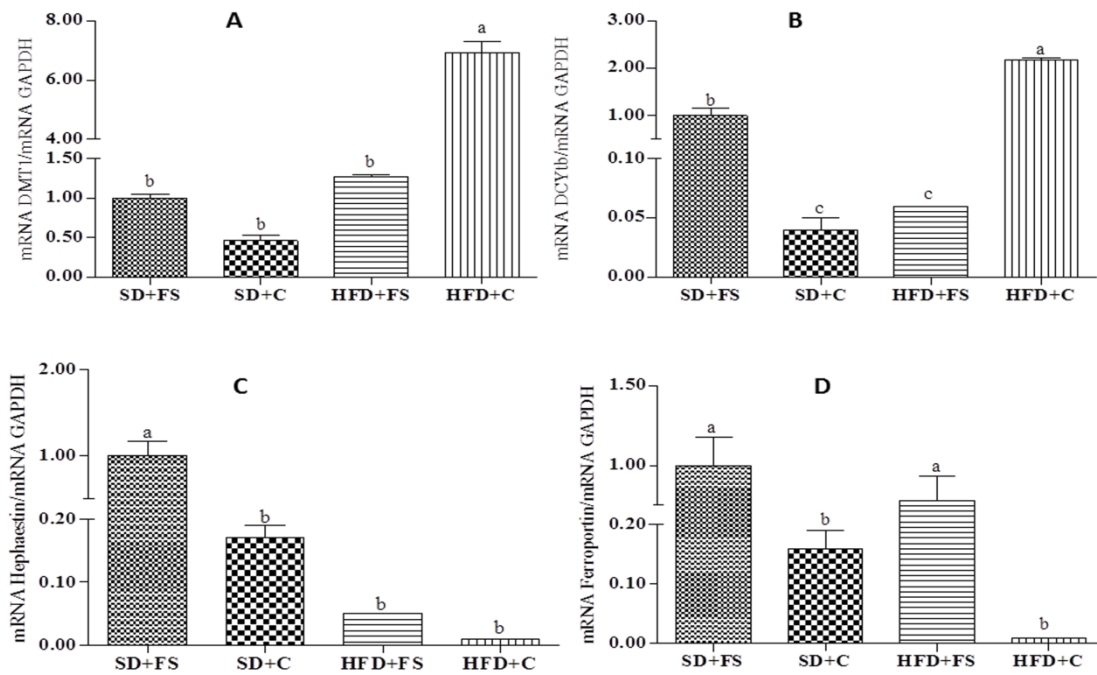 A
mRNA DMT1/mRNA GAPDH
8.00
6.00
4.00
1.50
1.00
0.50
0.00
b
b
b
a
SD+FS SD+C HFD+FS HFD+C
B
mRNA DCYtb/mRNA GAPDH
3.00
2.00
1.00
0.10
0.05
0.00
b
c
c
a
SD+FS SD+C HFD+FS HFD+C
C
mRNA Hephaestin/mRNA GAPDH
2.00
1.00
0.20
0.10
0.00
a
b
b
b
SD+FS SD+C HFD+FS HFD+C
D
mRNA Ferroportin/mRNA GAPDH
1.50
1.00
0.20
0.10
0.00
a
b
a
b
SD+FS SD+C HFD+FS HFD+C